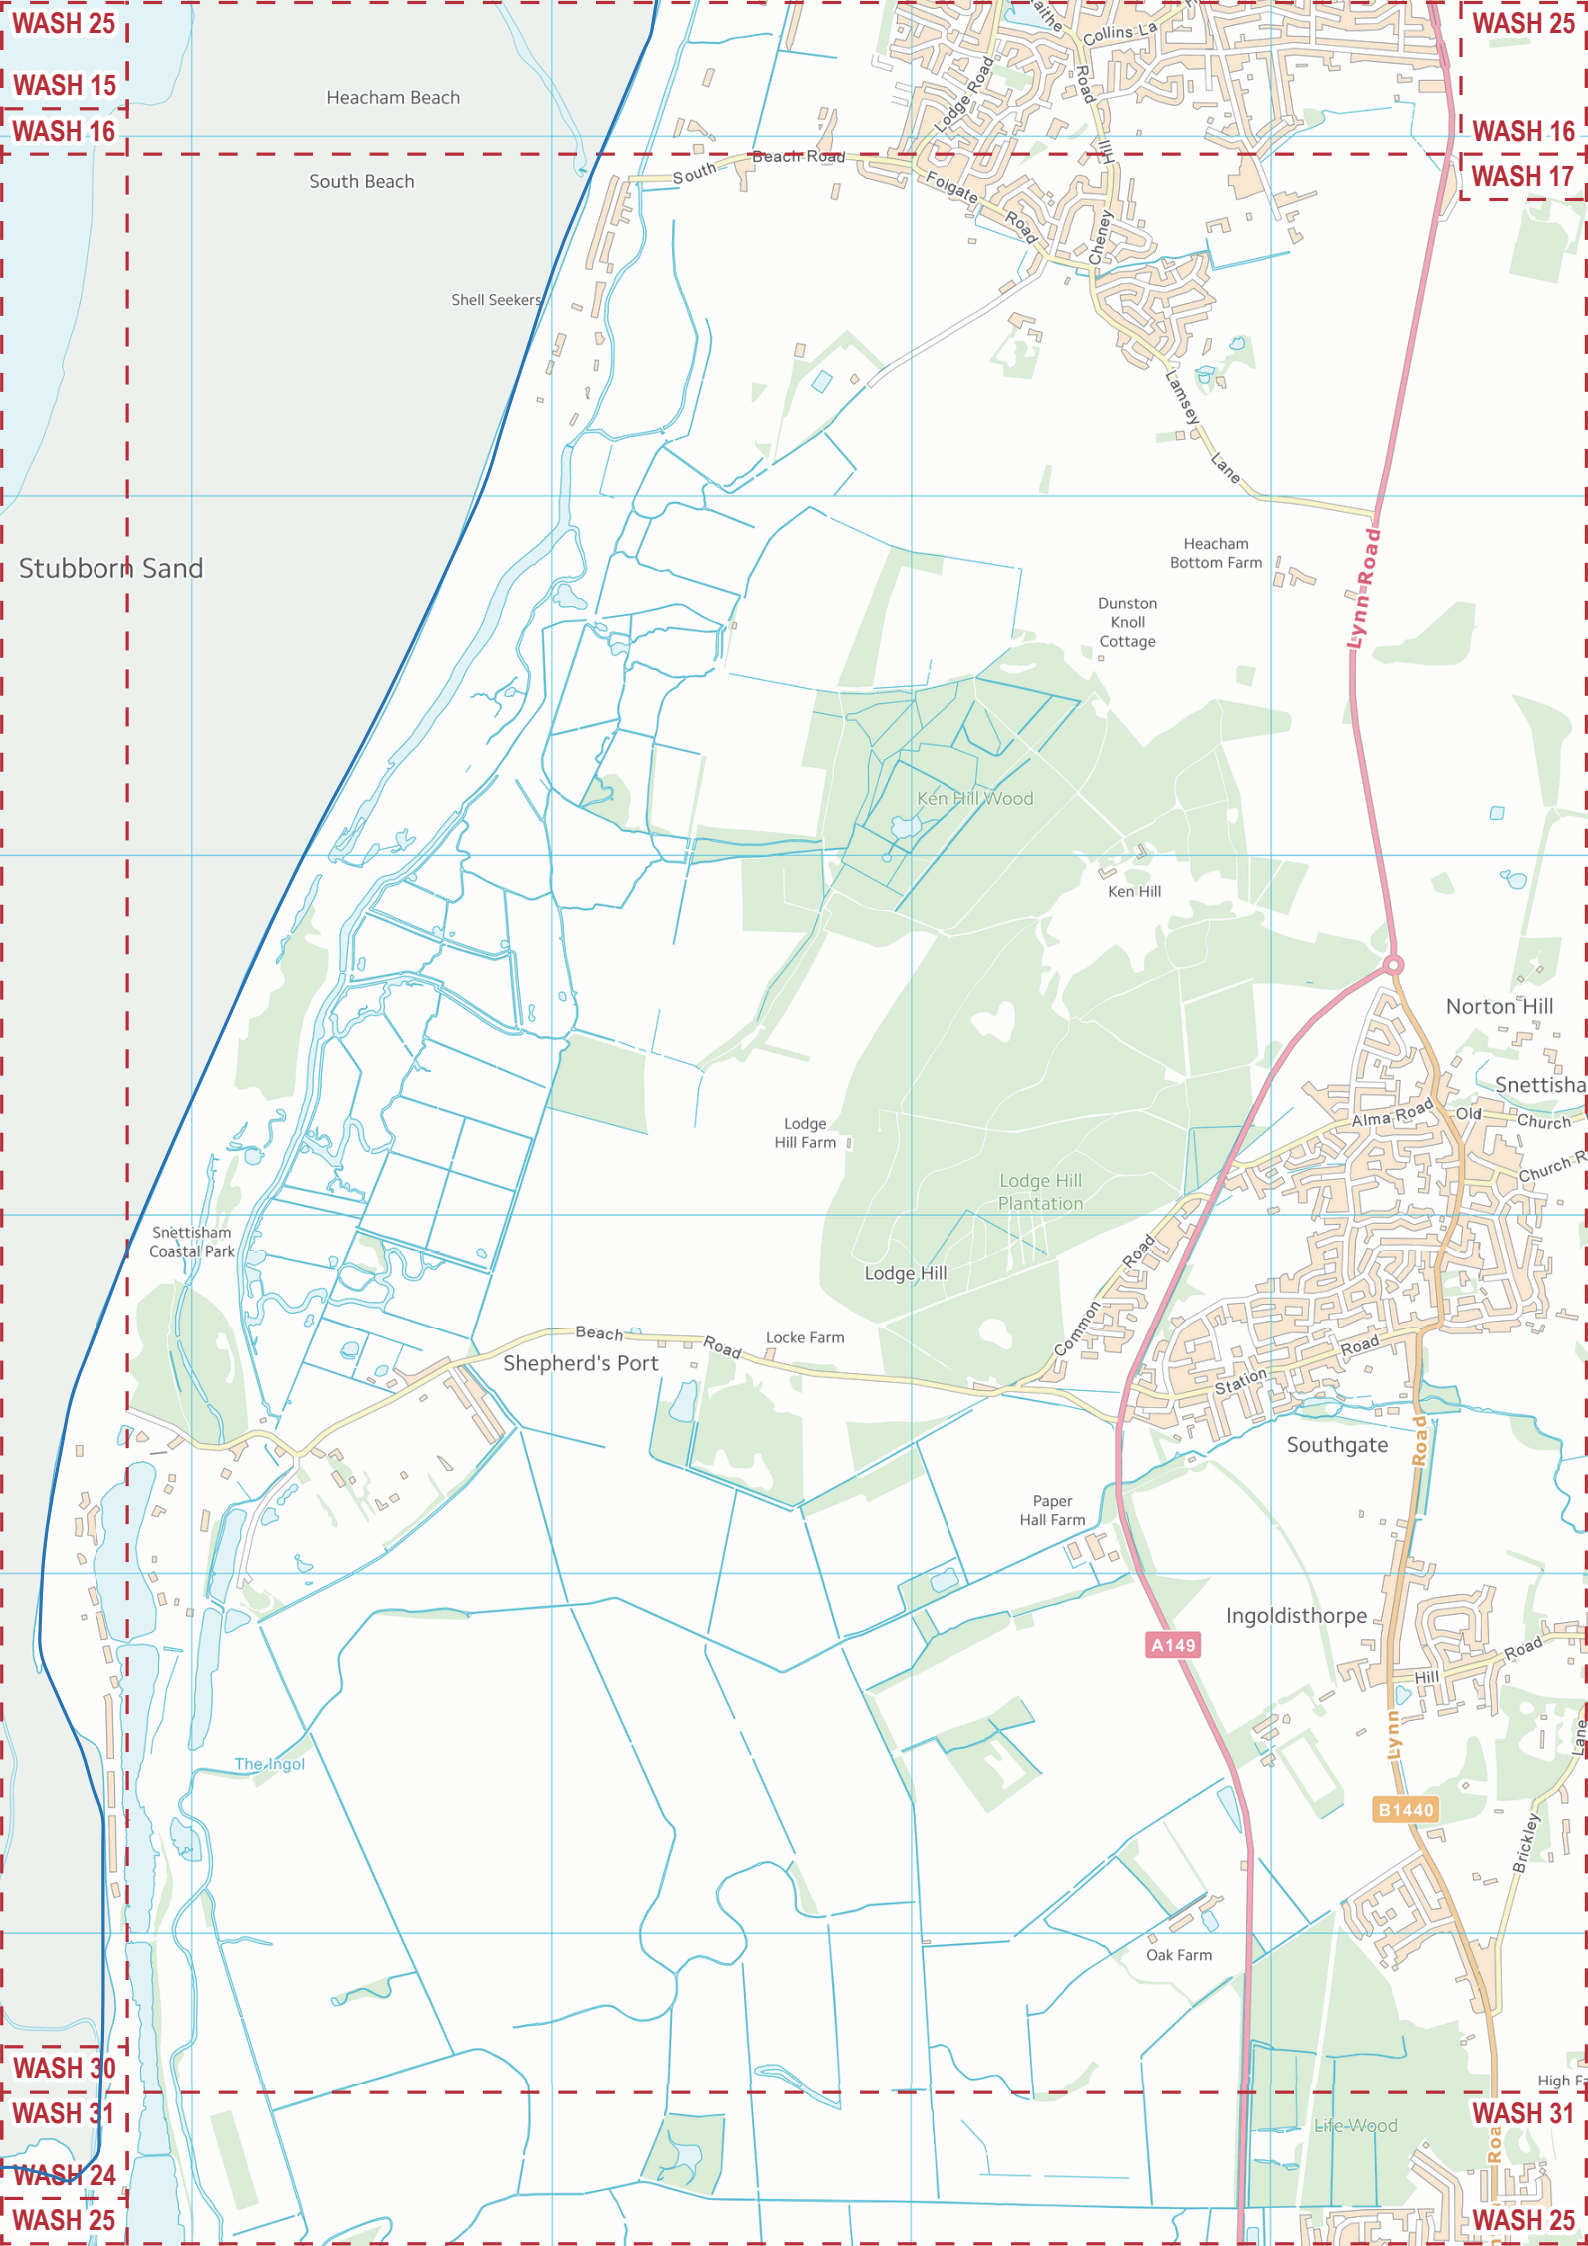 WASH 25
WASH 15
WASH 16
WASH 25
WASH 16
WASH 17
Heacham Beach
South Beach
Collins La
Lodge Road
Road
Hill
Cheney
South
Beach Road
Folgate
Road
Shell Seekers
Lamsey
Lane
Stubborn Sand
Heacham
Bottom Farm
Lynn Road
Dunston
Knoll
Cottage
Ken Hill Wood
Ken Hill
Norton Hill
Snettisha
Alma Road
Old
Church
Church R
Lodge
Hill Farm
Lodge Hill
Plantation
Snettisham
Coastal Park
Lodge Hill
Common
Road
Beach
Road
Locke Farm
Shepherd's Port
Station
Road
Southgate
Road
Paper
Hall Farm
Ingoldisthorpe
A149
Hill
Road
Lynn
Lane
The Ingol
B1440
Brickley
Oak Farm
WASH 30
WASH 31
WASH 24
WASH 25
High Fa
Life Wood
WASH 31
Roa
WASH 25